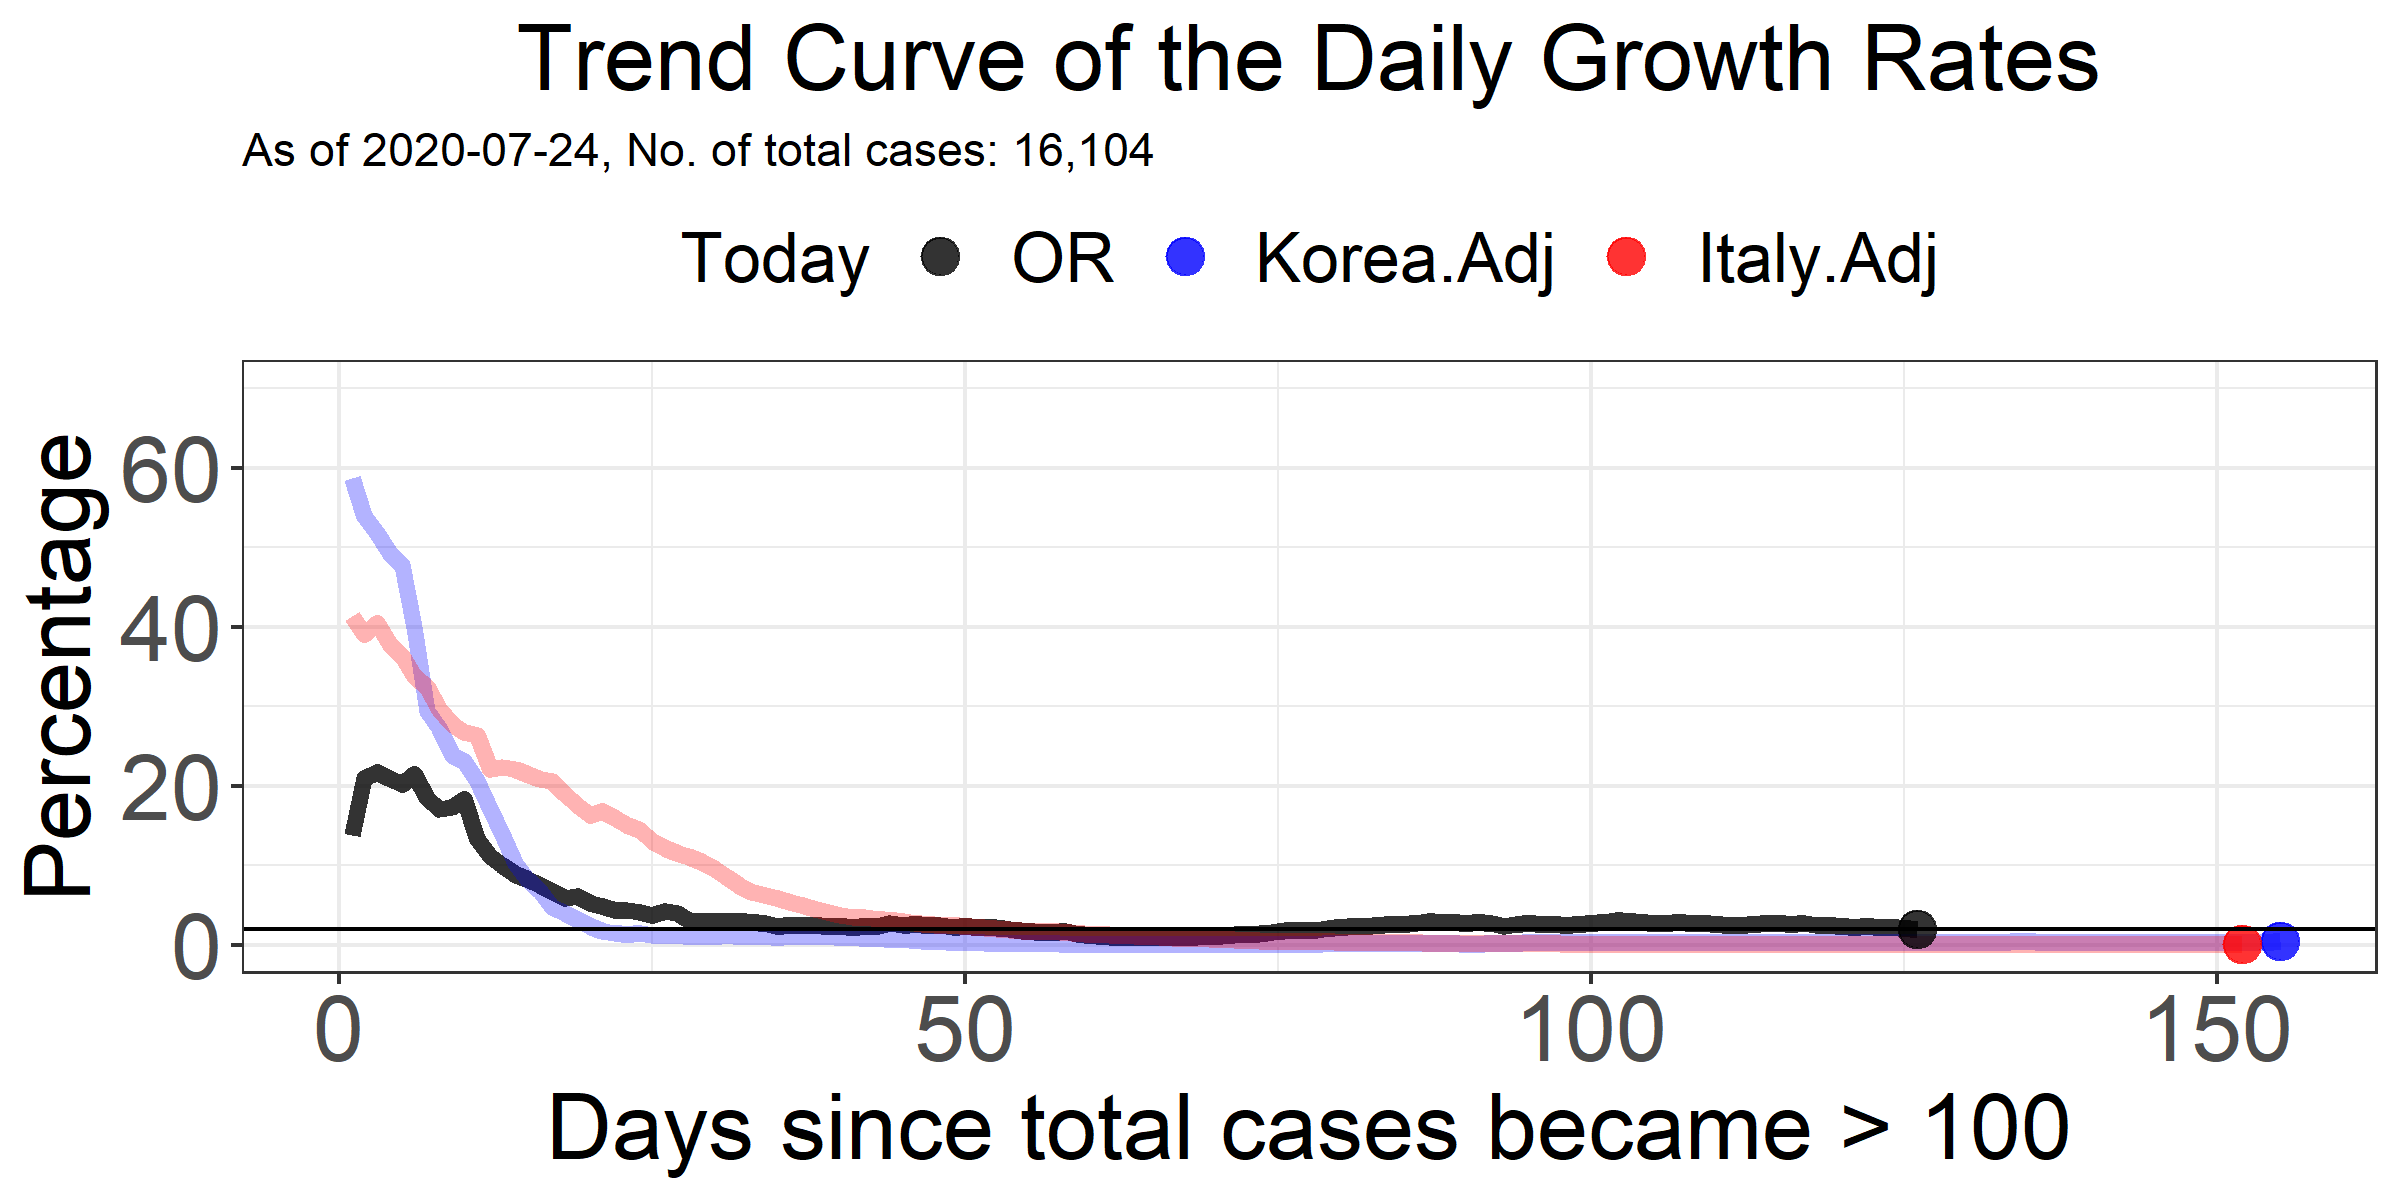 Trend Curve of the Daily Growth Rates
As of 2020-07-24, No. of total cases: 16,104
Today OR Korea.Adj Italy.Adj
Percentage
60
40
20
0
0 50 100 150
Days since total cases became > 100